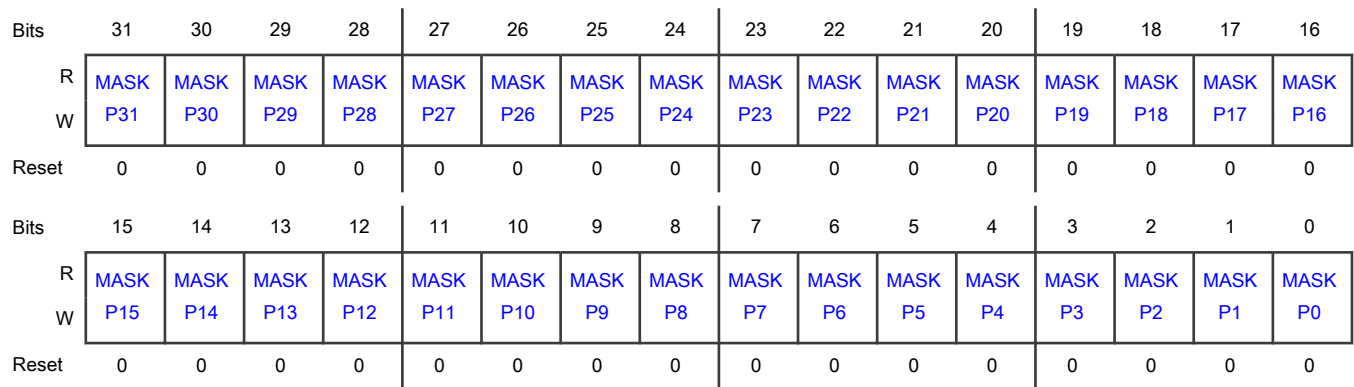 Bits 31 30 29 28 27 26 25 24 23 22 21 20 19 18 17 16
R MASK MASK MASK MASK MASK MASK MASK MASK MASK MASK MASK MASK MASK MASK MASK MASK
W P31 P30 P29 P28 P27 P26 P25 P24 P23 P22 P21 P20 P19 P18 P17 P16
Reset 0 0 0 0 0 0 0 0 0 0 0 0 0 0 0 0
Bits 15 14 13 12 11 10 9 8 7 6 5 4 3 2 1 0
R MASK MASK MASK MASK MASK MASK MASK MASK MASK MASK MASK MASK MASK MASK MASK MASK
W P15 P14 P13 P12 P11 P10 P9 P8 P7 P6 P5 P4 P3 P2 P1 P0
Reset 0 0 0 0 0 0 0 0 0 0 0 0 0 0 0 0